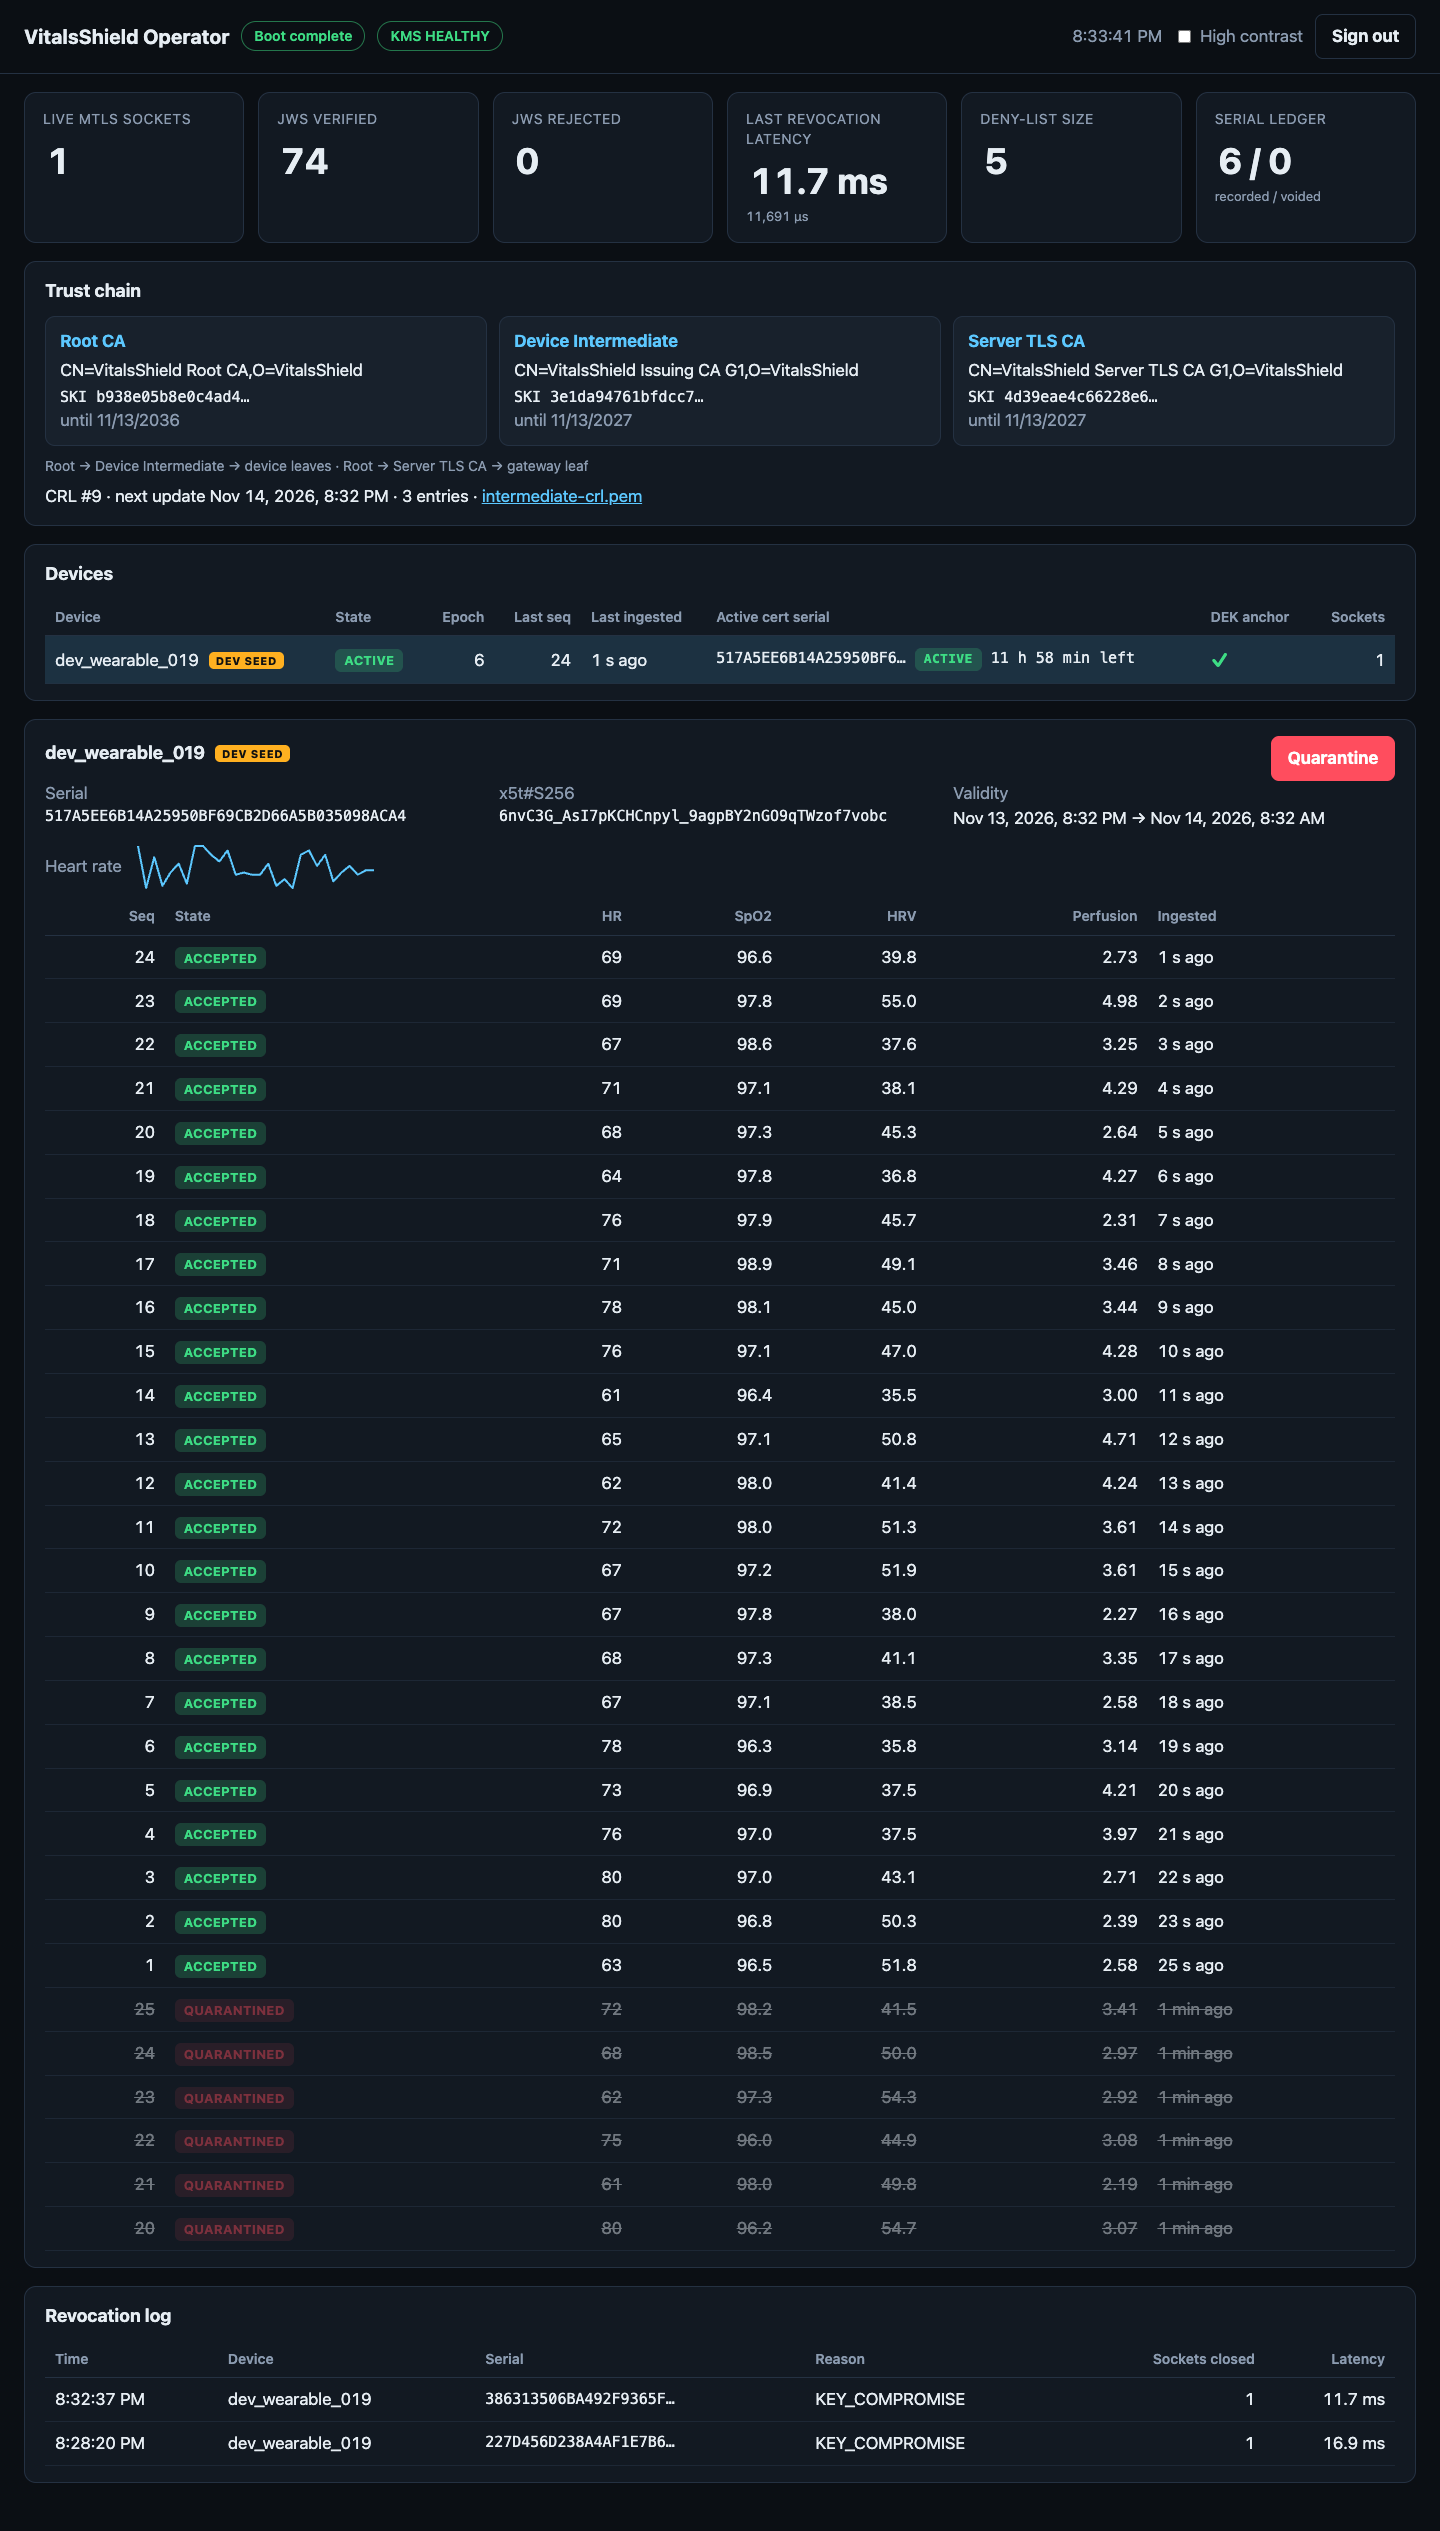 VitalsShield Operator Boot complete KMS HEALTHY 8:33:41 PM High contrast Sign out
LIVE MTLS SOCKETS
1
JWS VERIFIED
74
JWS REJECTED
0
LAST REVOCATION
LATENCY
11.7 ms
11,691 µs
DENY-LIST SIZE
5
SERIAL LEDGER
6 / 0
recorded / voided
Trust chain
Root CA
CN=VitalsShield Root CA,O=VitalsShield
SKI b938e05b8e0c4ad4…
until 11/13/2036
Device Intermediate
CN=VitalsShield Issuing CA G1,O=VitalsShield
SKI 3e1da94761bfdcc7…
until 11/13/2027
Server TLS CA
CN=VitalsShield Server TLS CA G1,O=VitalsShield
SKI 4d39eae4c66228e6…
until 11/13/2027
Root → Device Intermediate → device leaves · Root → Server TLS CA → gateway leaf
CRL #9 · next update Nov 14, 2026, 8:32 PM · 3 entries · intermediate-crl.pem
Devices
Device State Epoch Last seq Last ingested Active cert serial DEK anchor Sockets
dev_wearable_019 DEV SEED ACTIVE 6 24 1 s ago 517A5EE6B14A25950BF6… ACTIVE 11 h 58 min left ✓ 1
dev_wearable_019 DEV SEED Quarantine
Serial
517A5EE6B14A25950BF69CB2D66A5B035098ACA4
x5t#S256
6nvC3G_AsI7pKCHCnpyl_9agpBY2nGO9qTWzof7vobc
Validity
Nov 13, 2026, 8:32 PM → Nov 14, 2026, 8:32 AM
Heart rate
Seq State HR SpO2 HRV Perfusion Ingested
24 ACCEPTED 69 96.6 39.8 2.73 1 s ago
23 ACCEPTED 69 97.8 55.0 4.98 2 s ago
22 ACCEPTED 67 98.6 37.6 3.25 3 s ago
21 ACCEPTED 71 97.1 38.1 4.29 4 s ago
20 ACCEPTED 68 97.3 45.3 2.64 5 s ago
19 ACCEPTED 64 97.8 36.8 4.27 6 s ago
18 ACCEPTED 76 97.9 45.7 2.31 7 s ago
17 ACCEPTED 71 98.9 49.1 3.46 8 s ago
16 ACCEPTED 78 98.1 45.0 3.44 9 s ago
15 ACCEPTED 76 97.1 47.0 4.28 10 s ago
14 ACCEPTED 61 96.4 35.5 3.00 11 s ago
13 ACCEPTED 65 97.1 50.8 4.71 12 s ago
12 ACCEPTED 62 98.0 41.4 4.24 13 s ago
11 ACCEPTED 72 98.0 51.3 3.61 14 s ago
10 ACCEPTED 67 97.2 51.9 3.61 15 s ago
9 ACCEPTED 67 97.8 38.0 2.27 16 s ago
8 ACCEPTED 68 97.3 41.1 3.35 17 s ago
7 ACCEPTED 67 97.1 38.5 2.58 18 s ago
6 ACCEPTED 78 96.3 35.8 3.14 19 s ago
5 ACCEPTED 73 96.9 37.5 4.21 20 s ago
4 ACCEPTED 76 97.0 37.5 3.97 21 s ago
3 ACCEPTED 80 97.0 43.1 2.71 22 s ago
2 ACCEPTED 80 96.8 50.3 2.39 23 s ago
1 ACCEPTED 63 96.5 51.8 2.58 25 s ago
25 QUARANTINED 72 98.2 41.5 3.41 1 min ago
24 QUARANTINED 68 98.5 50.0 2.97 1 min ago
23 QUARANTINED 62 97.3 54.3 2.92 1 min ago
22 QUARANTINED 75 96.0 44.9 3.08 1 min ago
21 QUARANTINED 61 98.0 49.8 2.19 1 min ago
20 QUARANTINED 80 96.2 54.7 3.07 1 min ago
Revocation log
Time Device Serial Reason Sockets closed Latency
8:32:37 PM dev_wearable_019 386313506BA492F9365F… KEY_COMPROMISE 1 11.7 ms
8:28:20 PM dev_wearable_019 227D456D238A4AF1E7B6… KEY_COMPROMISE 1 16.9 ms